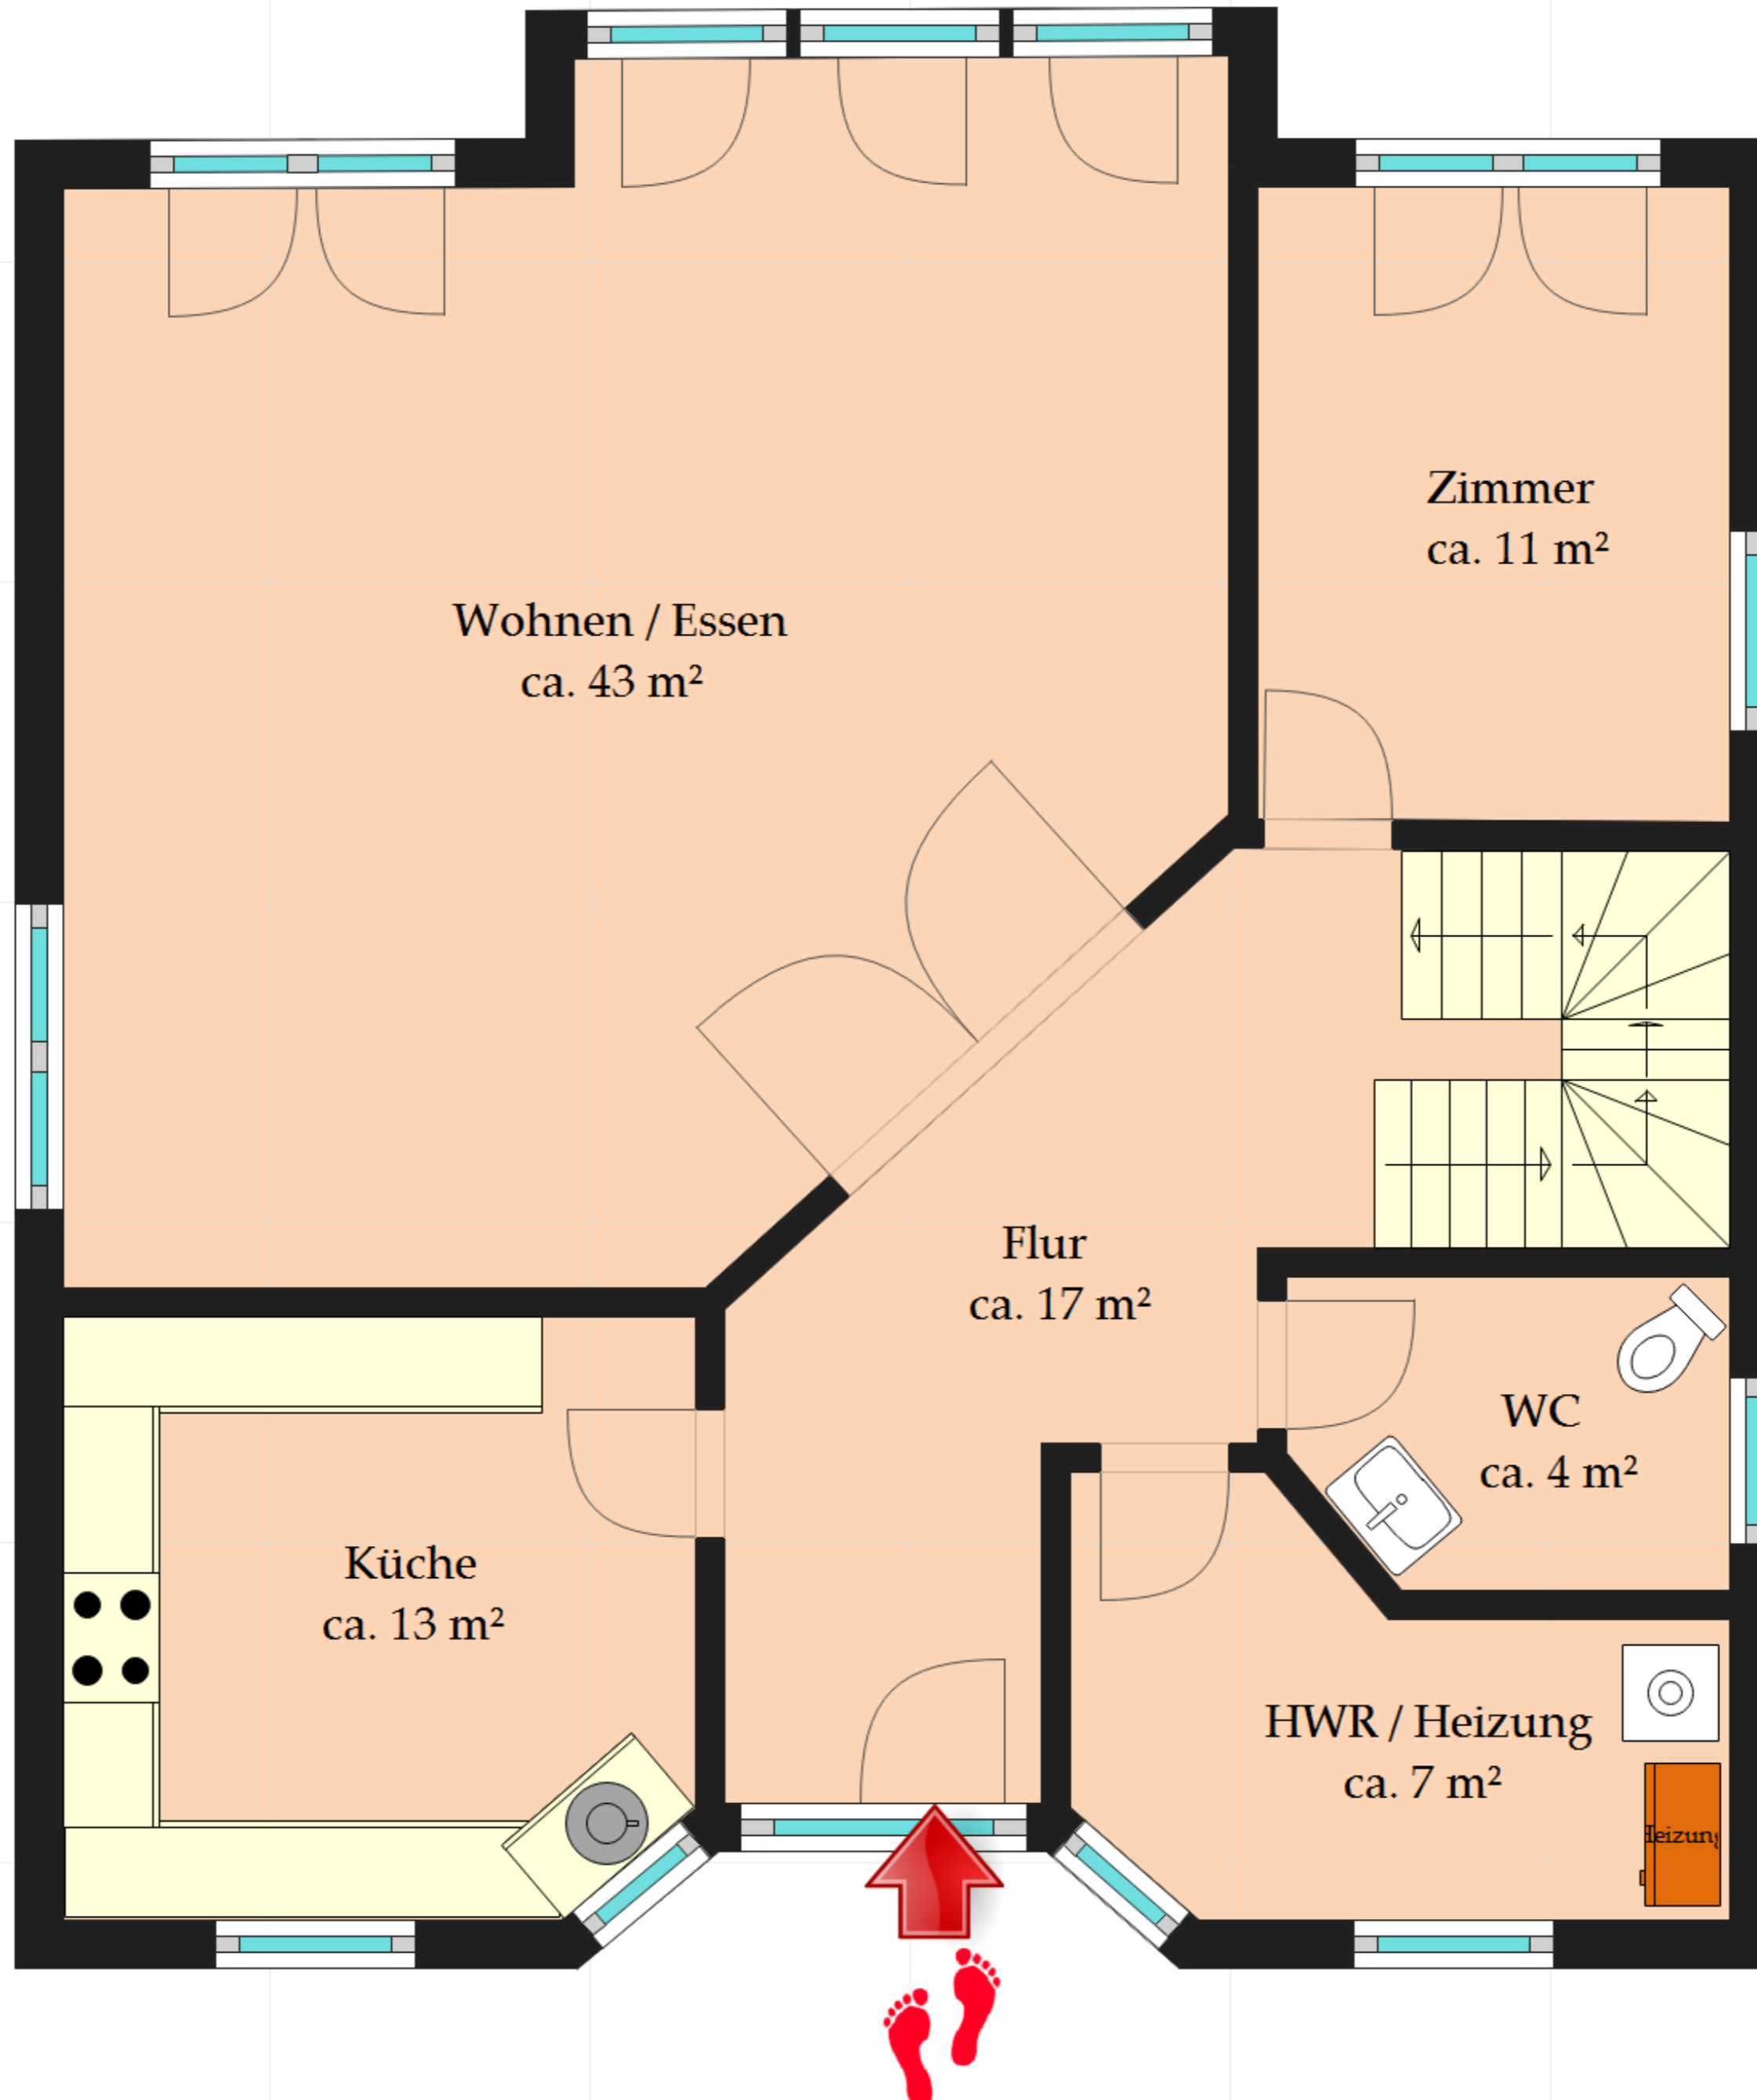 Zimmer
ca. 11 m²
Wohnen / Essen
ca. 43 m²
Flur
ca. 17 m²
WC
ca. 4 m²
Küche
ca. 13 m²
HWR / Heizung
ca. 7 m²
Heizung